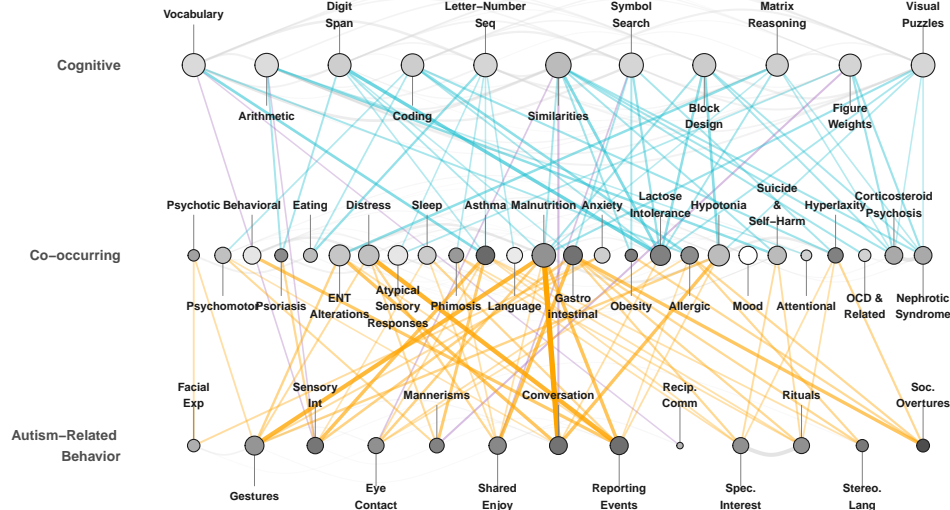 Vocabulary
Digit
Span
Letter−Number
Seq
Symbol
Search
Matrix
Reasoning
Visual
Puzzles
Cognitive
Arithmetic
Coding
Similarities
Block
Design
Figure
Weights
Psychotic
Behavioral
Eating
Distress
Sleep
Asthma
Malnutrition
Anxiety
Lactose
Intolerance
Hypotonia
Suicide
&
Self−Harm
Hyperlaxity
Corticosteroid
Psychosis
Co−occurring
Psychomotor
Psoriasis
ENT
Alterations
Atypical
Sensory
Responses
Phimosis
Language
Gastro
intestinal
Obesity
Allergic
Mood
Attentional
OCD &
Related
Nephrotic
Syndrome
Facial
Exp
Sensory
Int
Mannerisms
Conversation
Recip.
Comm
Rituals
Soc.
Overtures
Autism−Related
Behavior
Gestures
Eye
Contact
Shared
Enjoy
Reporting
Events
Spec.
Interest
Stereo.
Lang